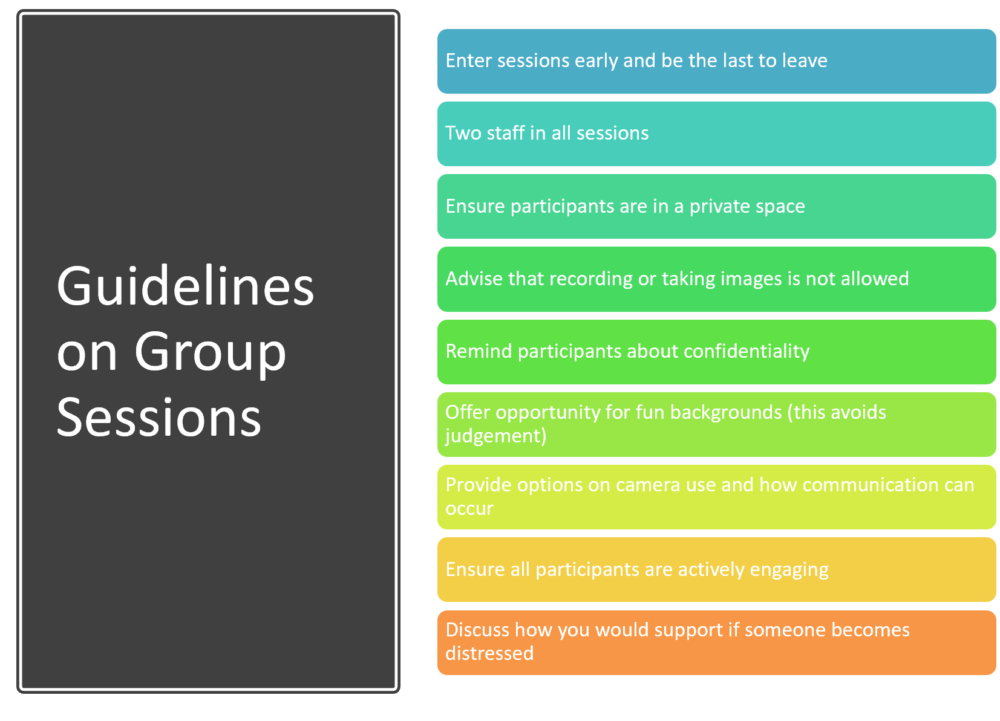 Guidelines
on Group
Sessions
Enter sessions early and be the last to leave
Two staff in all sessions
Ensure participants are in a private space
Advise that recording or taking images is not allowed
Remind participants about confidentiality
Offer opportunity for fun backgrounds (this avoids
judgement)
Provide options on camera use and how communication can
occur
Ensure all participants are actively engaging
Discuss how you would support if someone becomes
distressed